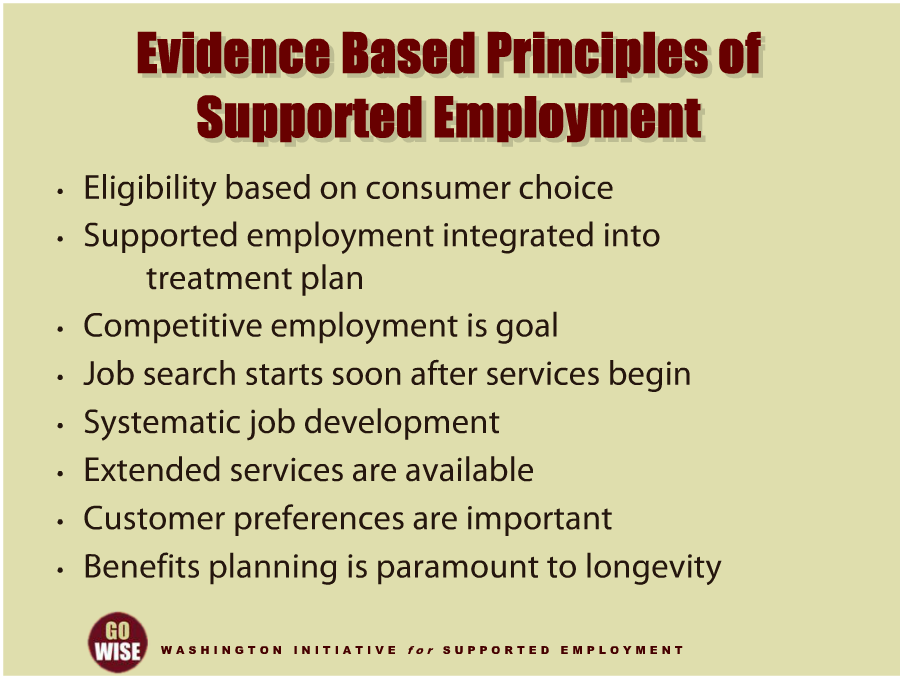 Evidence Based Principles of
Supported Employment
• Eligibility based on consumer choice
• Supported employment integrated into
treatment plan
• Competitive employment is goal
• Job search starts soon after services begin
• Systematic job development
• Extended services are available
• Customer preferences are important
• Benefits planning is paramount to longevity
GO
WISE
WASHINGTON INITIATIVE for SUPPORTED EMPLOYMENT